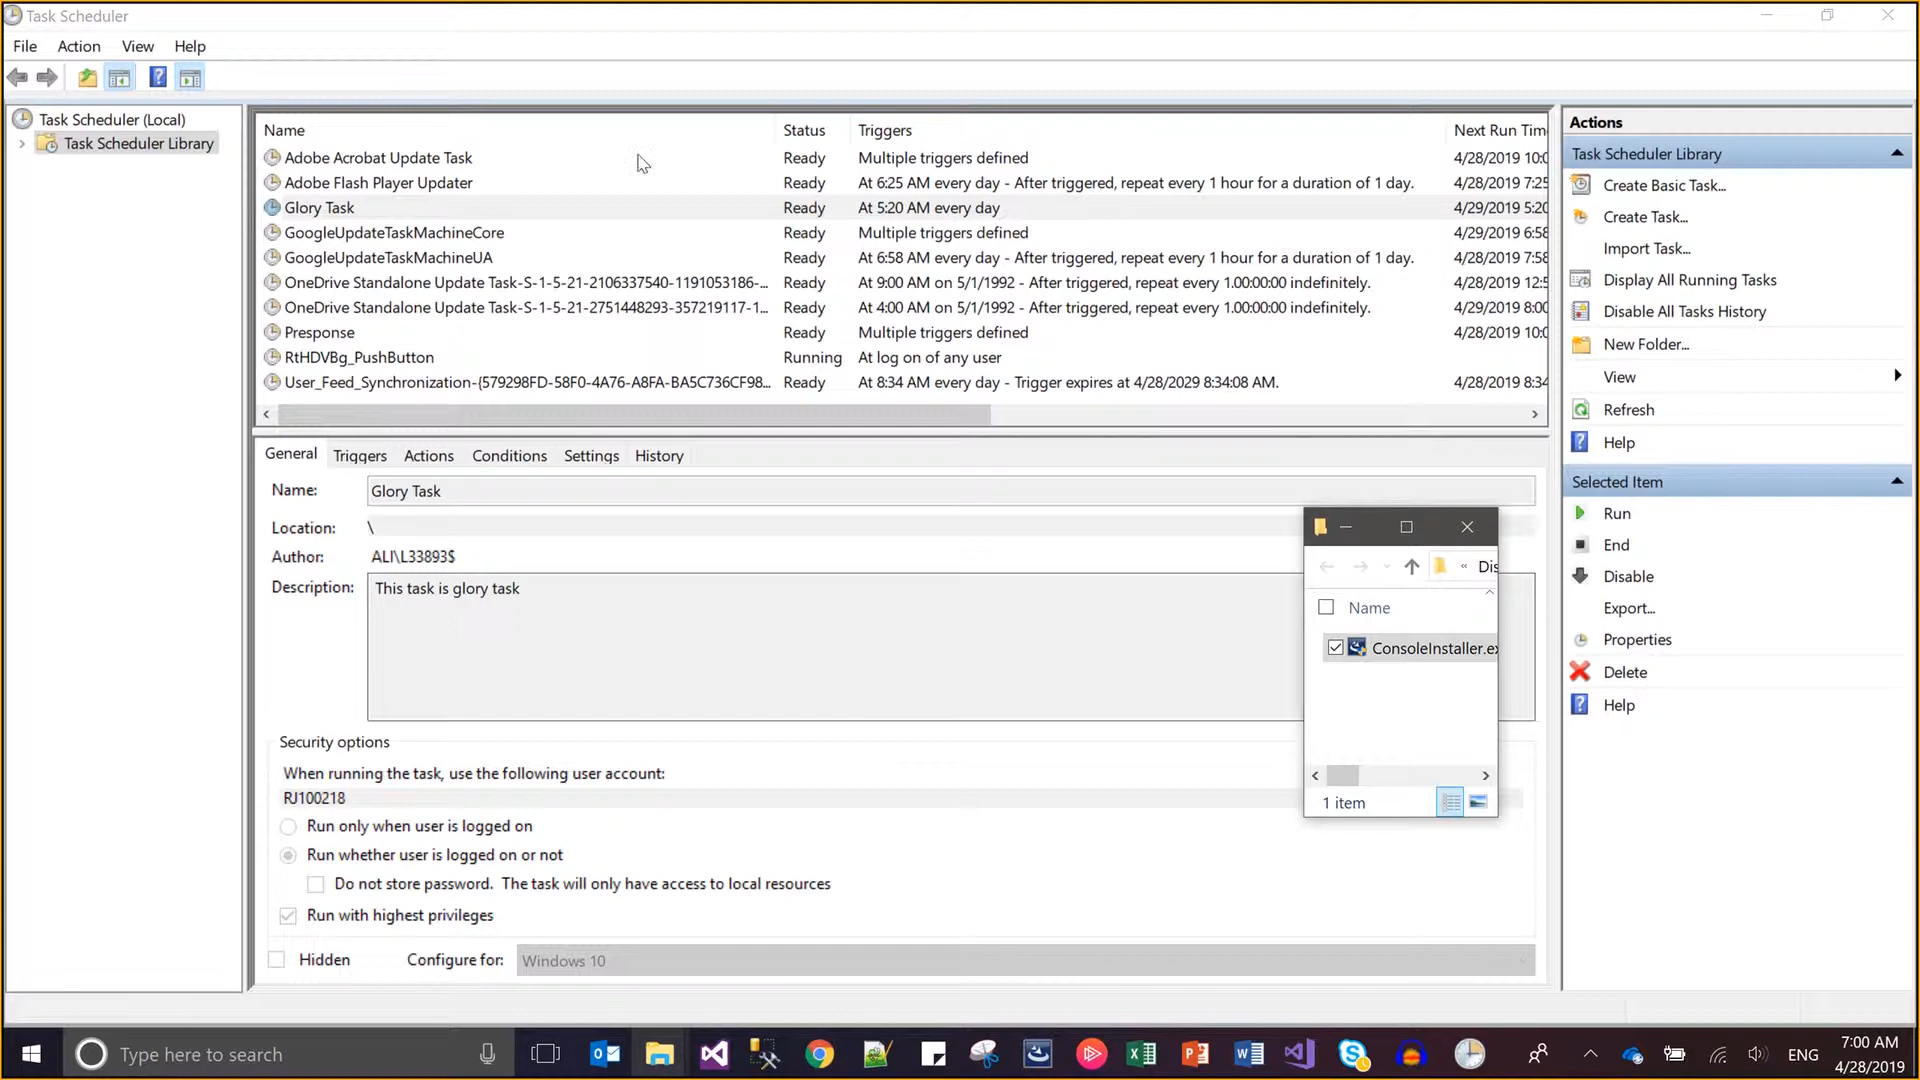 Task Scheduler
File Action View Help
Task Scheduler (Local)
Task Scheduler Library
Name Status Triggers Next Run Tim
Adobe Acrobat Update Task Ready Multiple triggers defined 4/28/2019 10:0
Adobe Flash Player Updater Ready At 6:25 AM every day - After triggered, repeat every 1 hour for a duration of 1 day. 4/28/2019 7:25
Glory Task Ready At 5:20 AM every day 4/29/2019 5:20
GoogleUpdateTaskMachineCore Ready Multiple triggers defined 4/29/2019 6:58
GoogleUpdateTaskMachineUA Ready At 6:58 AM every day - After triggered, repeat every 1 hour for a duration of 1 day. 4/28/2019 7:58
OneDrive Standalone Update Task-S-1-5-21-2106337540-1191053186-... Ready At 9:00 AM on 5/1/1992 - After triggered, repeat every 1.00:00:00 indefinitely. 4/28/2019 12:5
OneDrive Standalone Update Task-S-1-5-21-2751448293-357219117-1... Ready At 4:00 AM on 5/1/1992 - After triggered, repeat every 1.00:00:00 indefinitely. 4/29/2019 8:00
Presponse Ready Multiple triggers defined 4/28/2019 10:0
RtHDVBg_PushButton Running At log on of any user
User_Feed_Synchronization-{579298FD-58F0-4A76-A8FA-BA5C736CF98... Ready At 8:34 AM every day - Trigger expires at 4/28/2029 8:34:08 AM. 4/28/2019 8:34
General Triggers Actions Conditions Settings History
Name: Glory Task
Location: \
Author: ALI\L33893$
Description: This task is glory task
Security options
When running the task, use the following user account:
RJ100218
Run only when user is logged on
Run whether user is logged on or not
Do not store password. The task will only have access to local resources
Run with highest privileges
Hidden Configure for: Windows 10
« Dis
Name
ConsoleInstaller.ex
1 item
Actions
Task Scheduler Library
Create Basic Task...
Create Task...
Import Task...
Display All Running Tasks
Disable All Tasks History
New Folder...
View
Refresh
Help
Selected Item
Run
End
Disable
Export...
Properties
Delete
Help
Type here to search
ENG
7:00 AM
4/28/2019